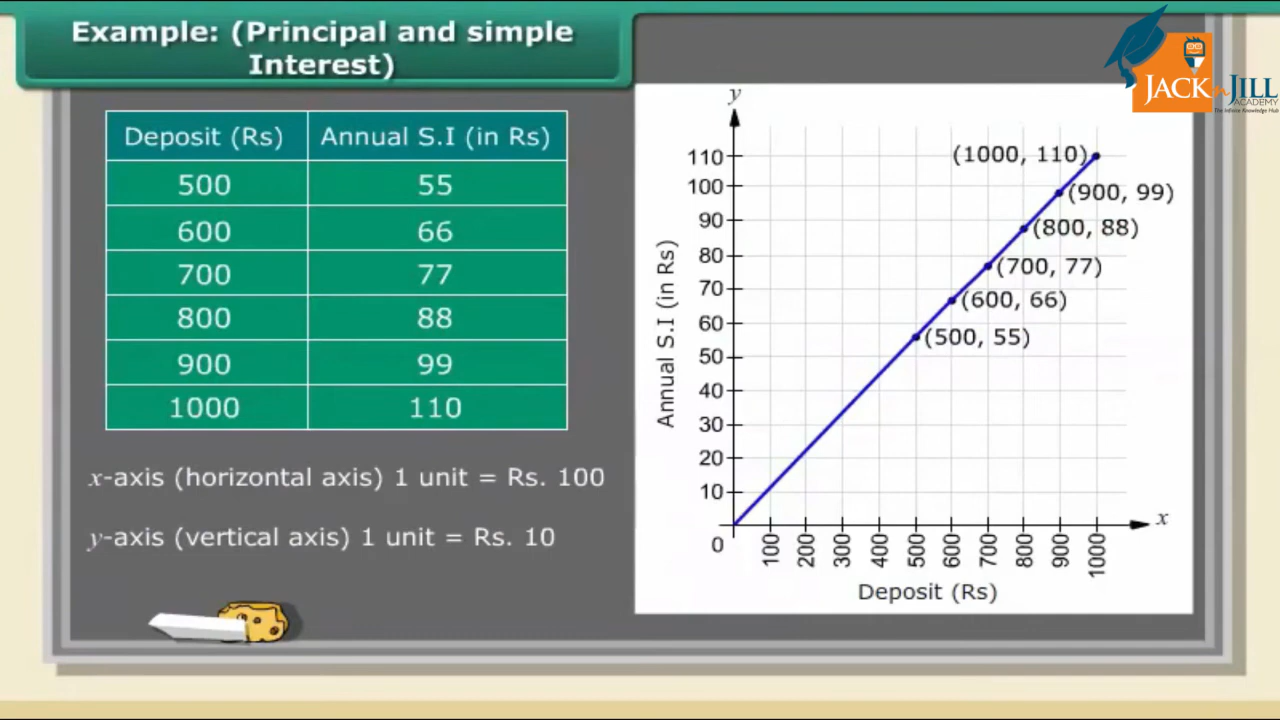 Example: (Principal and simple
Interest)
JACK n JILL
ACADEMY
The Infinite Knowledge Hub
Deposit (Rs) Annual S.I (in Rs)
500 55
600 66
700 77
800 88
900 99
1000 110
x-axis (horizontal axis) 1 unit = Rs. 100
y-axis (vertical axis) 1 unit = Rs. 10
y
110
100
90
80
70
60
50
40
30
20
10
0
Annual S.I (in Rs)
(1000, 110)
(900, 99)
(800, 88)
(700, 77)
(600, 66)
(500, 55)
x
100 200 300 400 500 600 700 800 900 1000
Deposit (Rs)